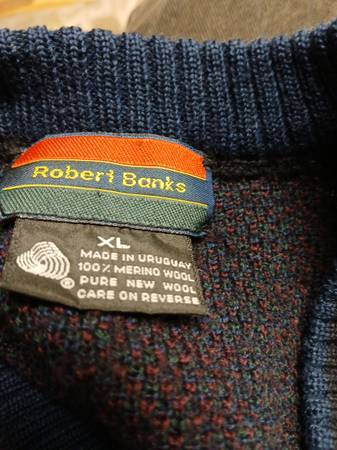 Robert Banks
XL
MADE IN URUGUAY
100% MERINO WOOL
® PURE NEW WOOL
CARE ON REVERSE